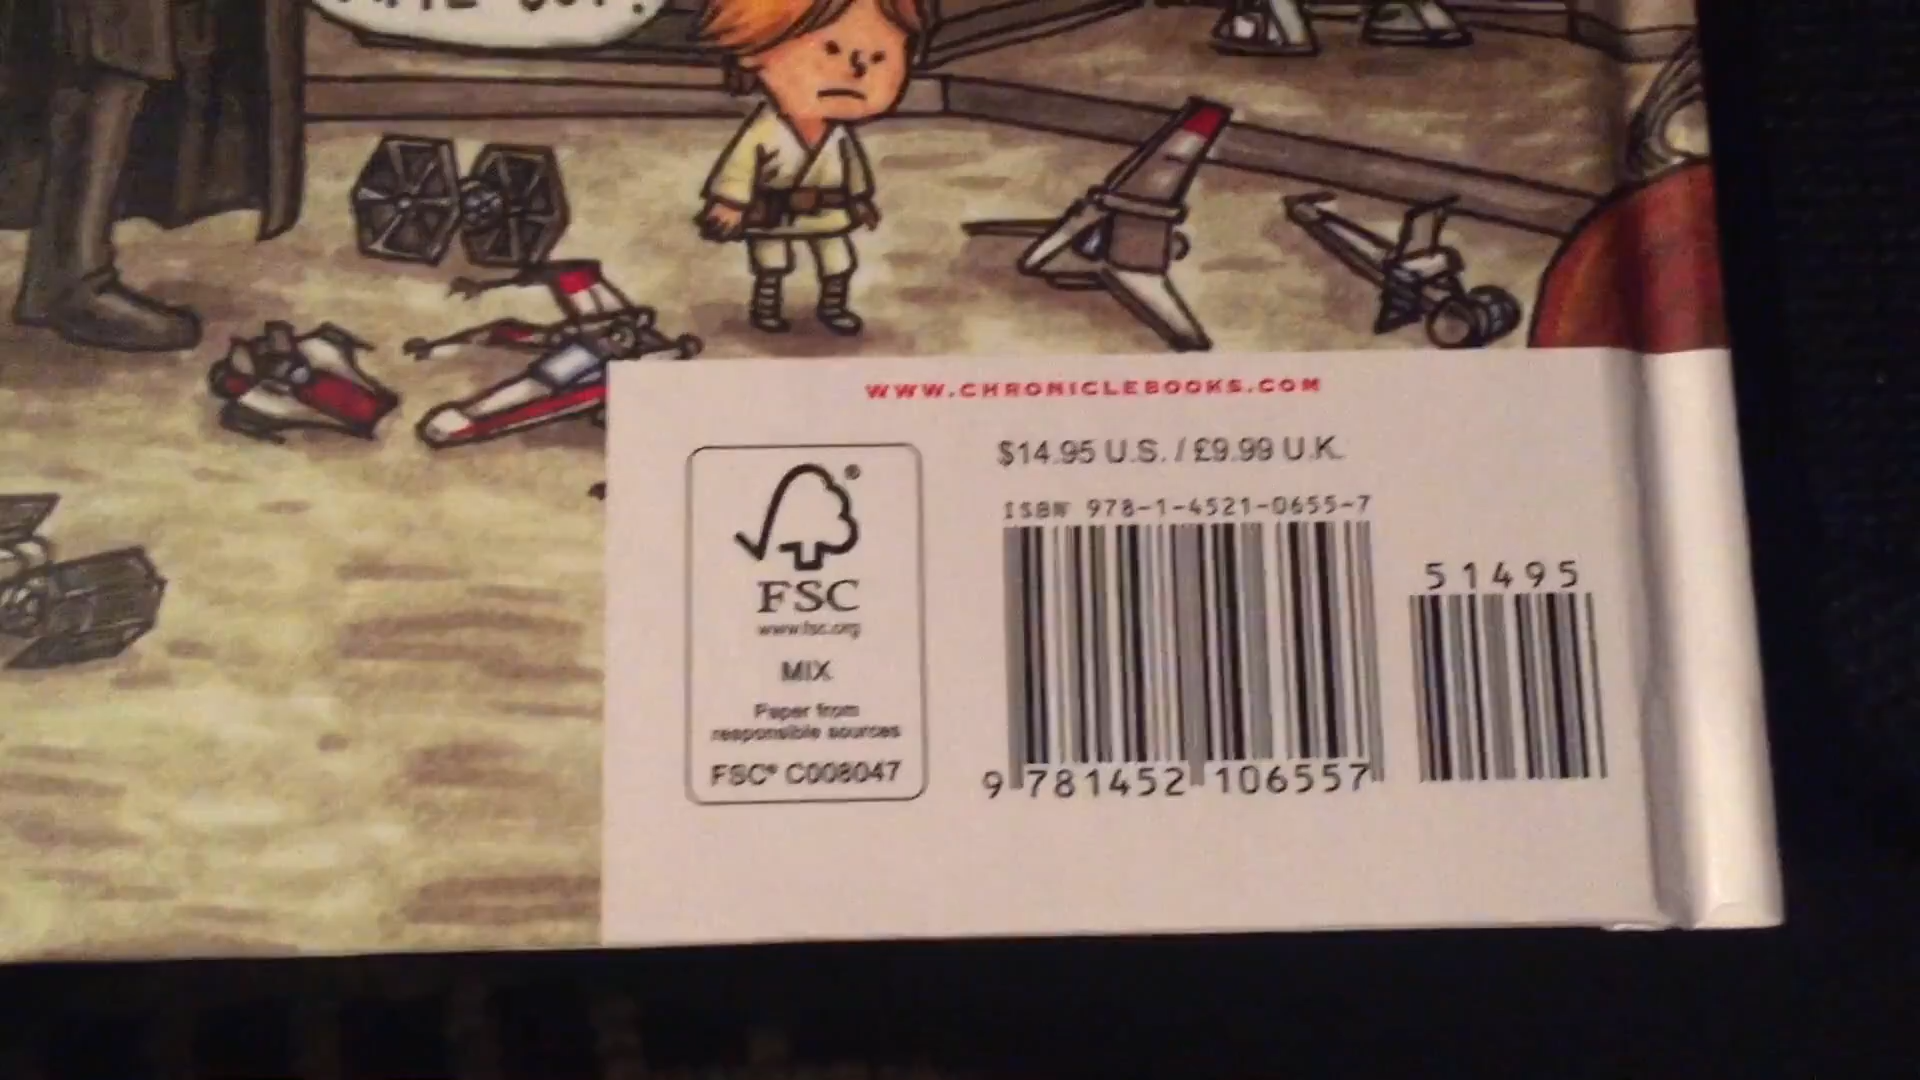 WWW.CHRONICLEBOOKS.COM
$14.95 U.S. / £9.99 U.K.
ISBN 978-1-4521-0655-7
51495
FSC
www.fsc.org
MIX
Paper from
responsible sources
FSC® C008047
9 781452 106557